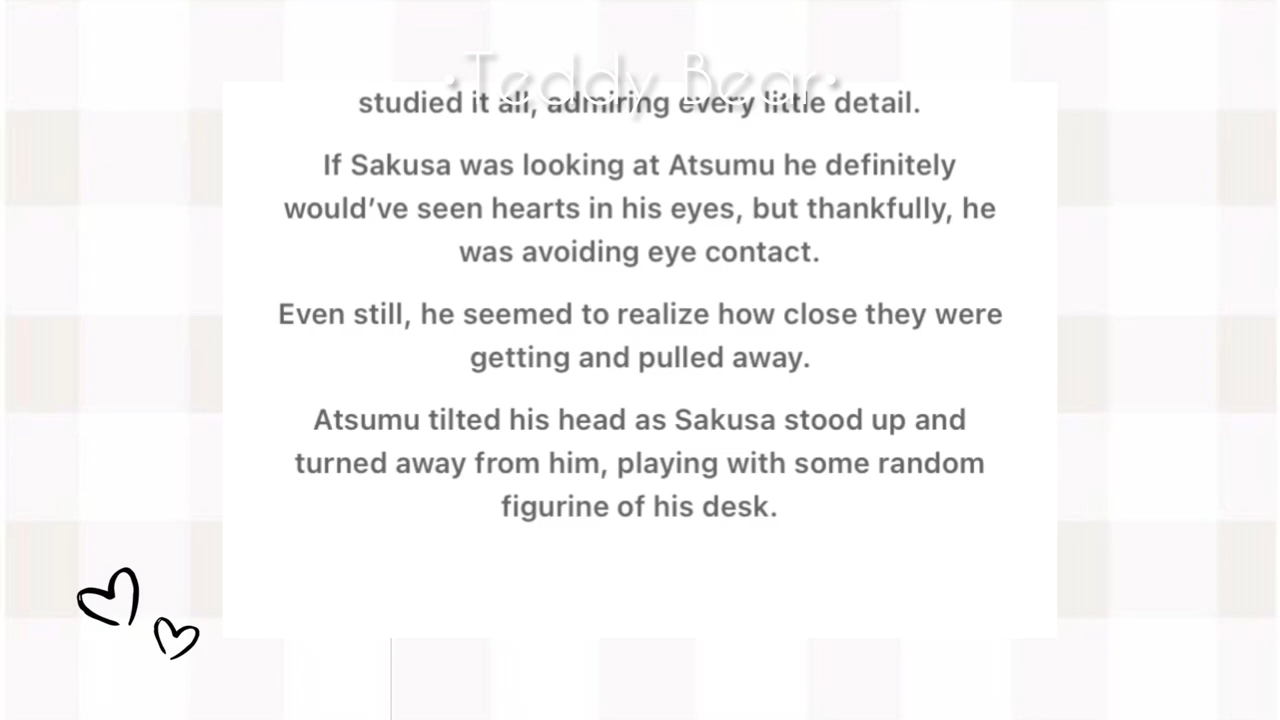 •Teddy Bear•
studied it all, admiring every little detail.
If Sakusa was looking at Atsumu he definitely
would’ve seen hearts in his eyes, but thankfully, he
was avoiding eye contact.
Even still, he seemed to realize how close they were
getting and pulled away.
Atsumu tilted his head as Sakusa stood up and
turned away from him, playing with some random
figurine of his desk.